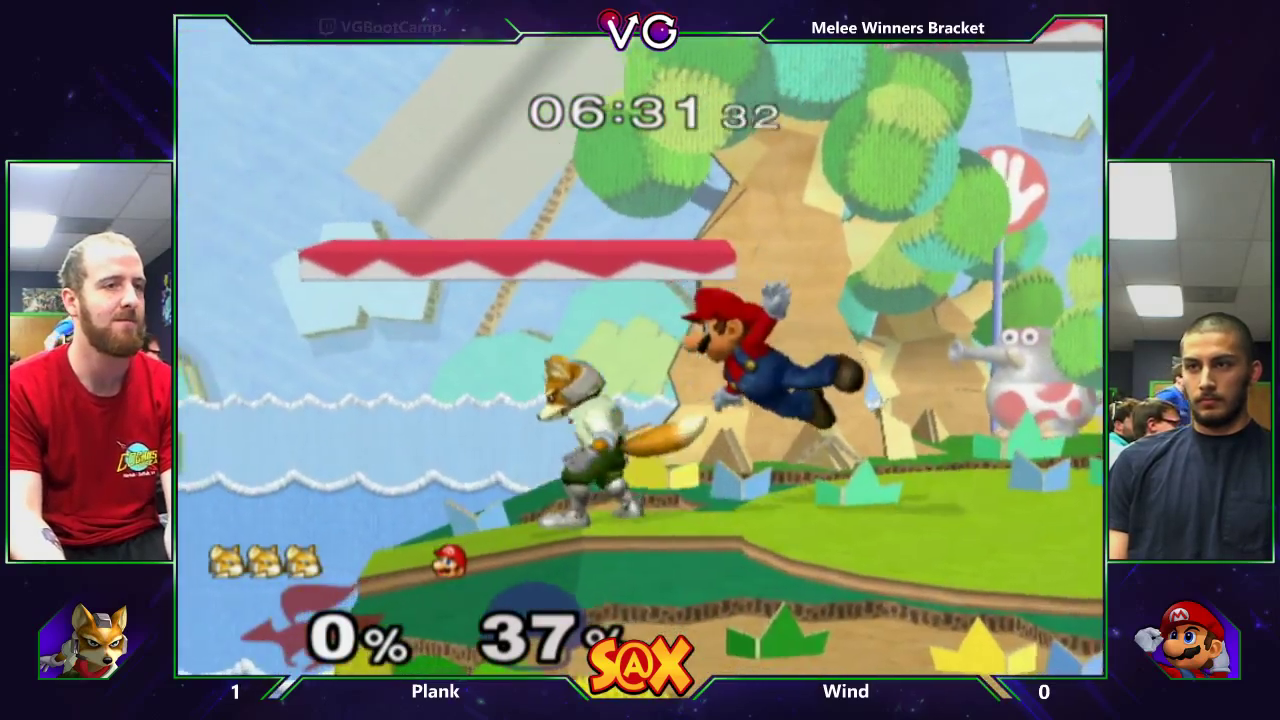 VGBootCamp
VG
Melee Winners Bracket
06:31 32
0%
37%
S@X
1
Plank
Wind
0